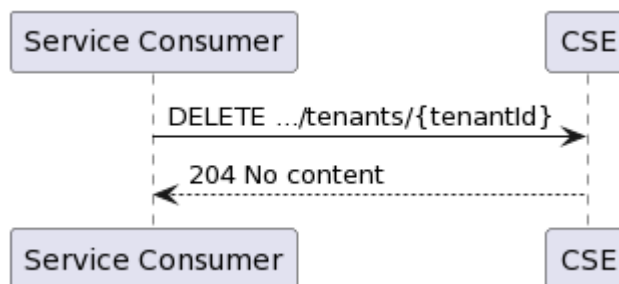 Service Consumer
CSE
DELETE .../tenants/{tenantId}
204 No content
Service Consumer
CSE